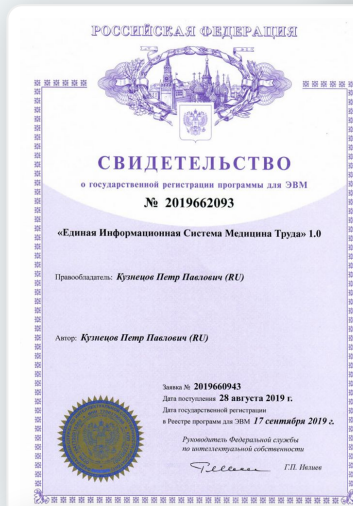 РОССИЙСКАЯ ФЕДЕРАЦИЯ
СВИДЕТЕЛЬСТВО
о государственной регистрации программы для ЭВМ
№ 2019662093
«Единая Информационная Система Медицина Труда» 1.0
Правообладатель: Кузнецов Петр Павлович (RU)
Автор: Кузнецов Петр Павлович (RU)
Заявка № 2019660943
Дата поступления 28 августа 2019 г.
Дата государственной регистрации
в Реестре программ для ЭВМ 17 сентября 2019 г.
Руководитель Федеральной службы
по интеллектуальной собственности
Г.П. Ивлиев